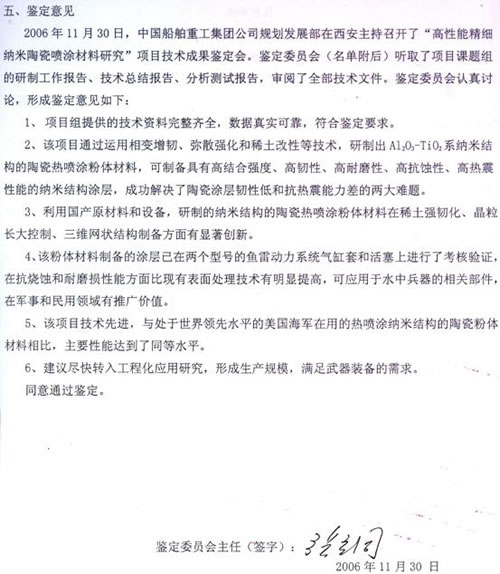 五、鉴定意见
2006 年 11 月 30 日，中国船舶重工集团公司规划发展部在西安主持召开了“高性能精细
纳米陶瓷喷涂材料研究”项目技术成果鉴定会。鉴定委员会（名单附后）听取了项目课题组
的研制工作报告、技术总结报告、分析测试报告，审阅了全部技术文件。鉴定委员会认真讨
论，形成鉴定意见如下：
1、 项目组提供的技术资料完整齐全，数据真实可靠，符合鉴定要求。
2、该项目通过运用相变增韧、弥散强化和稀土改性等技术，研制出 Al₂O₃-TiO₂ 系纳米结
构的陶瓷热喷涂粉体材料，可制备具有高结合强度、高韧性、高耐磨性、高抗蚀性、高热震
性能的纳米结构涂层，成功解决了陶瓷涂层韧性低和抗热震能力差的两大难题。
3、利用国产原材料和设备，研制的纳米结构的陶瓷热喷涂粉体材料在稀土强韧化、晶粒
长大控制、三维网状结构制备方面有显著创新。
4、该粉体材料制备的涂层已在两个型号的鱼雷动力系统气缸套和活塞上进行了考核验证，
在抗烧蚀和耐磨损性能方面比现有表面处理技术有明显提高，可应用于水中兵器的相关部件，
在军事和民用领域有推广价值。
5、该项目技术先进，与处于世界领先水平的美国海军在用的热喷涂纳米结构的陶瓷粉体
材料相比，主要性能达到了同等水平。
6、建议尽快转入工程化应用研究，形成生产规模，满足武器装备的需求。
同意通过鉴定。
鉴定委员会主任（签字）：
2006 年 11 月 30 日